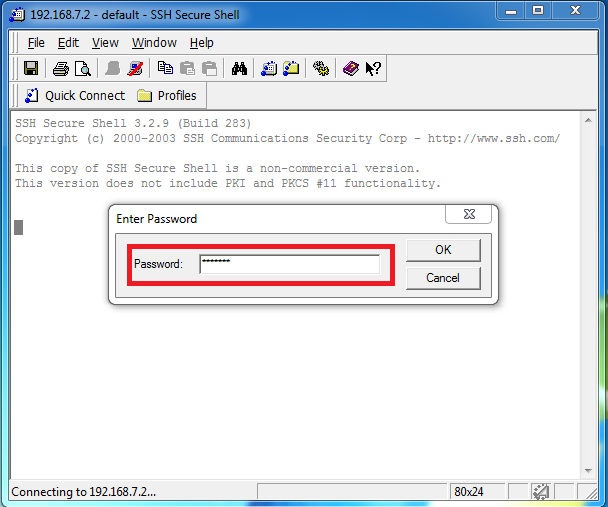 192.168.7.2 - default - SSH Secure Shell
File Edit View Window Help
Quick Connect Profiles
SSH Secure Shell 3.2.9 (Build 283)
Copyright (c) 2000-2003 SSH Communications Security Corp - http://www.ssh.com/
This copy of SSH Secure Shell is a non-commercial version.
This version does not include PKI and PKCS #11 functionality.
Enter Password
Password: *******
OK
Cancel
Connecting to 192.168.7.2... 80x24